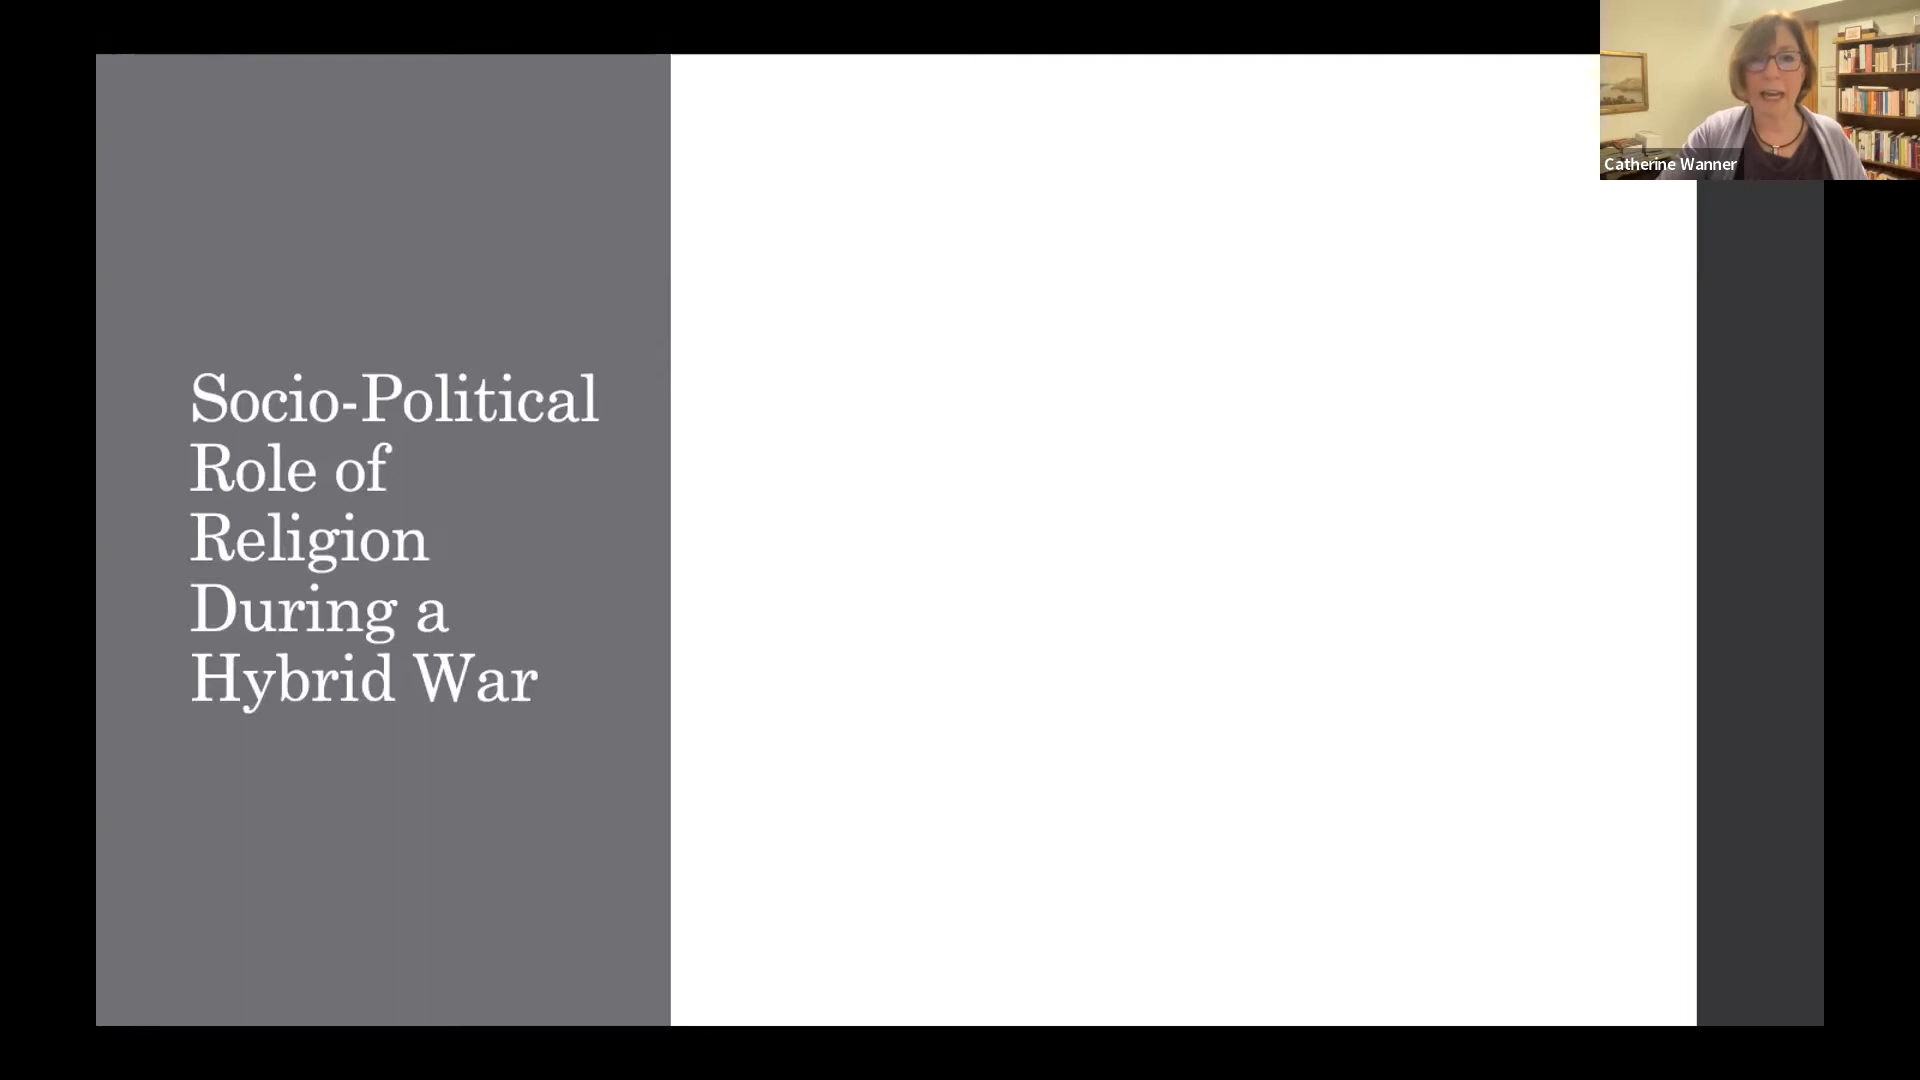 Socio-Political
Role of
Religion
During a
Hybrid War
Catherine Wanner